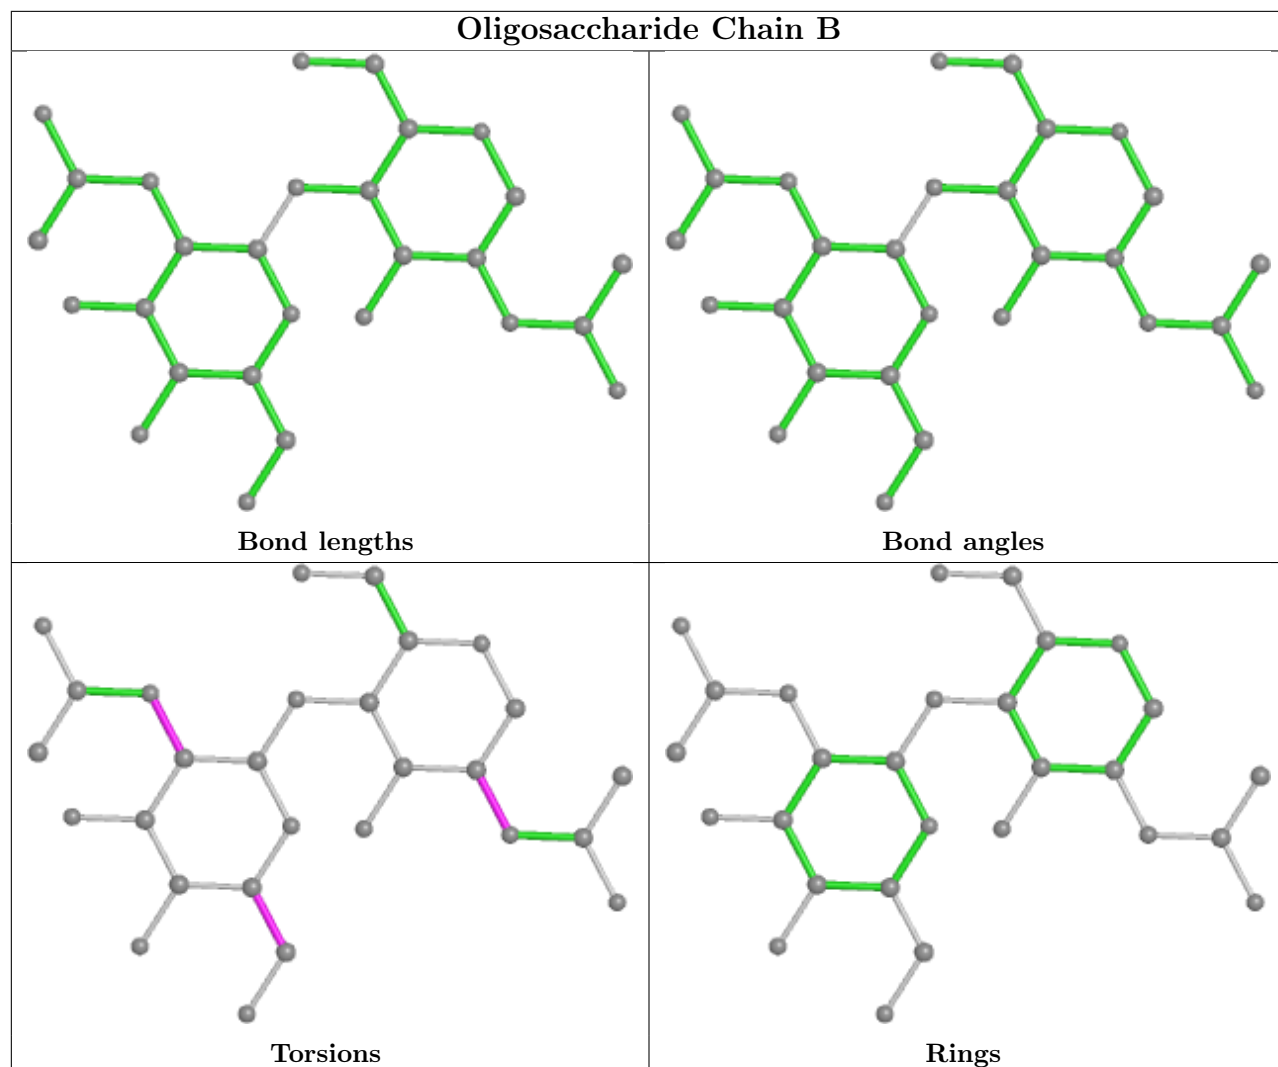 Oligosaccharide Chain B
Bond lengths
Bond angles
Torsions
Rings